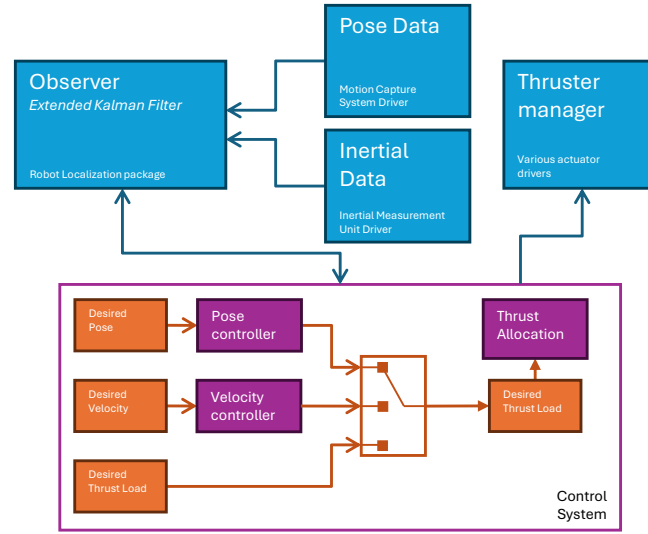 Observer
Extended Kalman Filter
Robot Localization package
Pose Data
Motion Capture
System Driver
Inertial
Data
Inertial Measurement
Unit Driver
Thruster
manager
Various actuator
drivers
Desired
Pose
Pose
controller
Desired
Velocity
Velocity
controller
Desired
Thrust Load
Thrust
Allocation
Desired
Thrust Load
Control
System